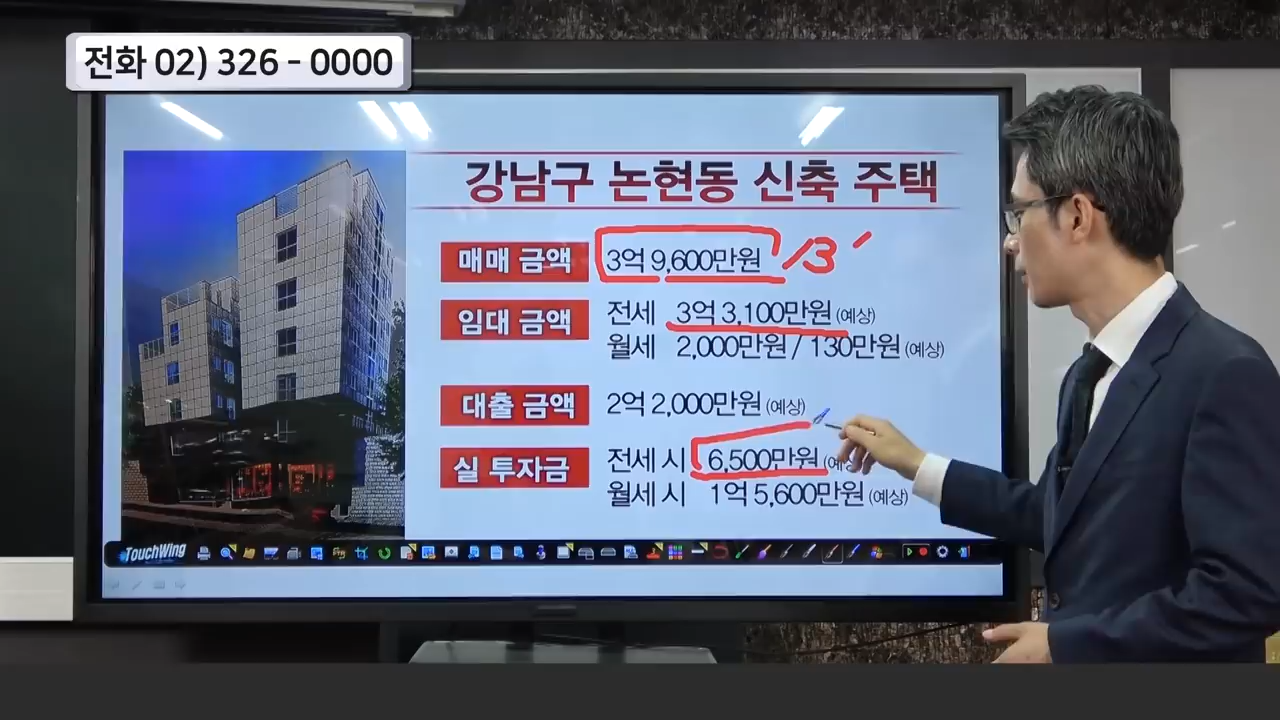 전화 02) 326 - 0000
강남구 논현동 신축 주택
매매 금액 3억 9,600만원 /13'
임대 금액 전세 3억 3,100만원 (예상)
월세 2,000만원 / 130만원 (예상)
대출 금액 2억 2,000만원 (예상)
실 투자금 전세 시 6,500만원
월세 시 1억 5,600만원 (예상)
TouchWing